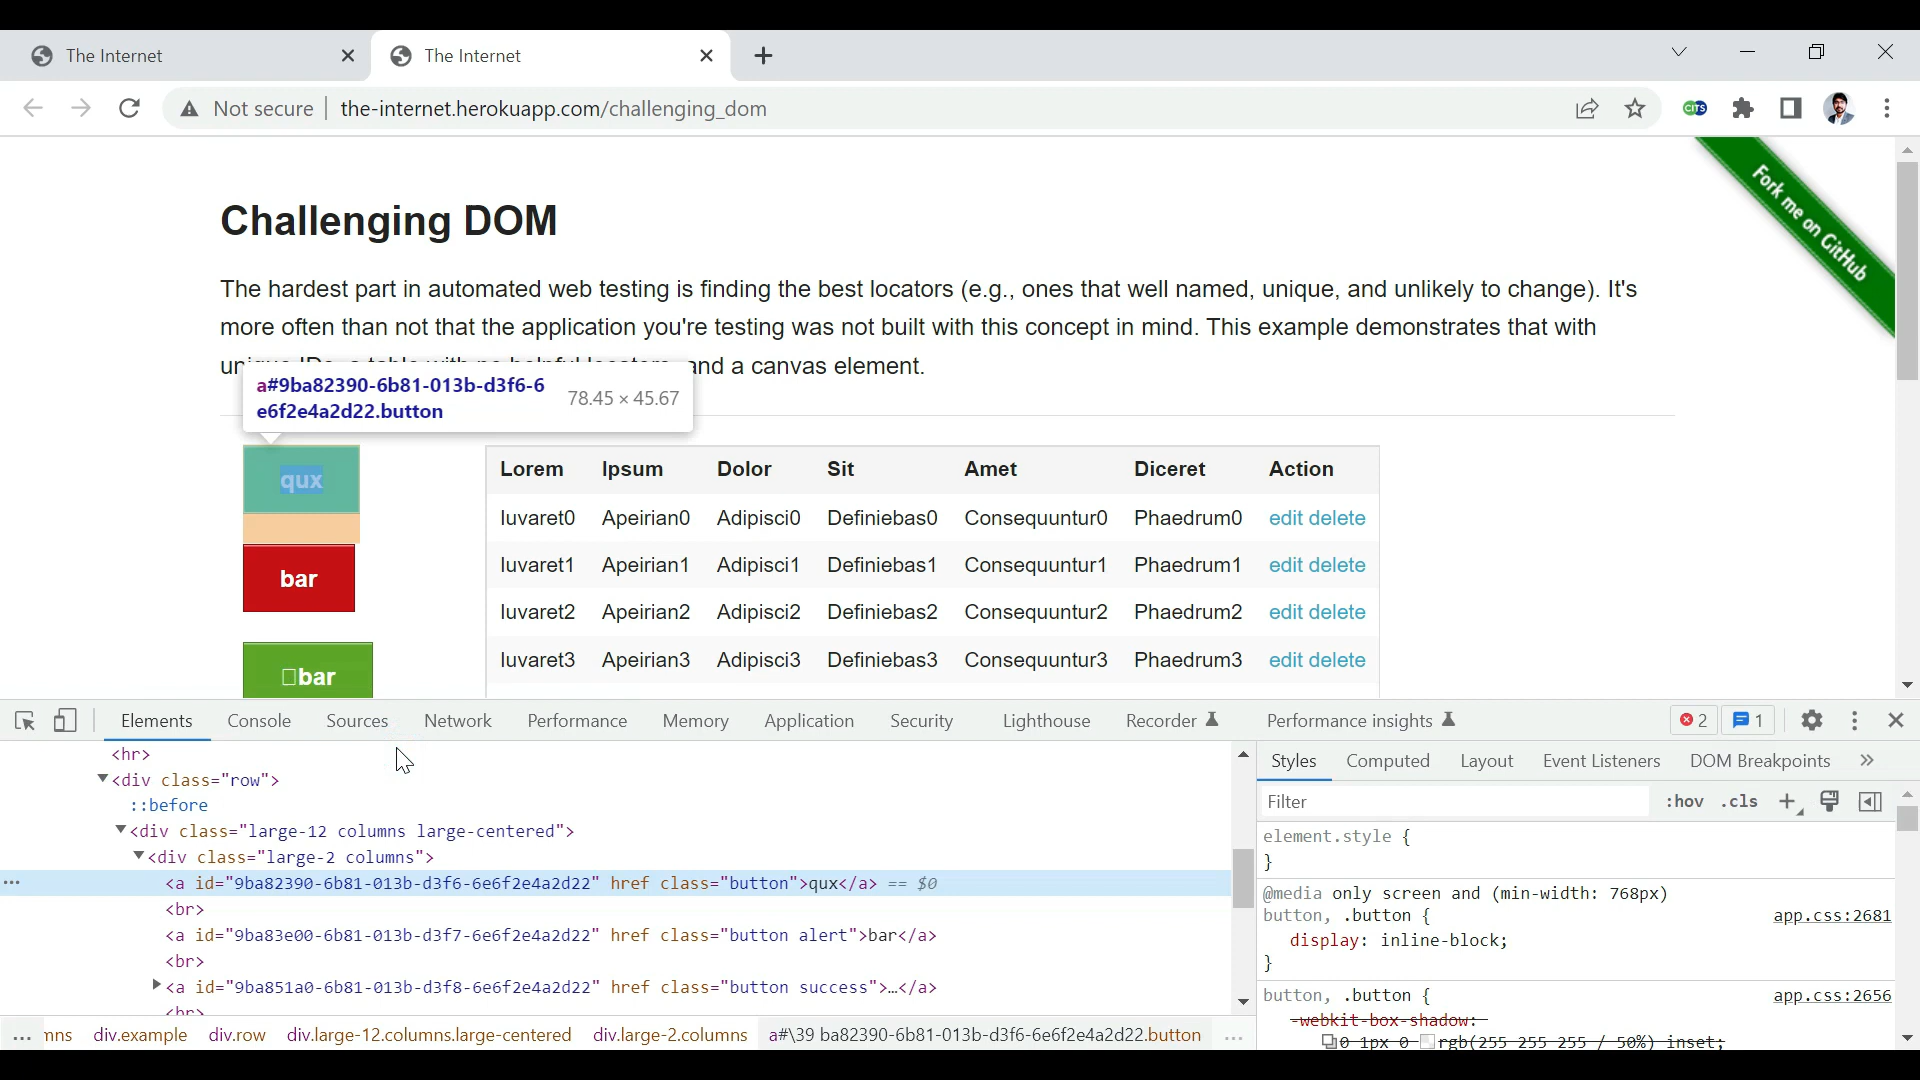 The Internet
The Internet
Not secure the-internet.herokuapp.com/challenging_dom
CITS
Fork me on GitHub
Challenging DOM
The hardest part in automated web testing is finding the best locators (e.g., ones that well named, unique, and unlikely to change). It's
more often than not that the application you're testing was not built with this concept in mind. This example demonstrates that with
and a canvas element.
a#9ba82390-6b81-013b-d3f6-6 78.45 × 45.67
e6f2e4a2d22.button
qux
bar
bar
Lorem Ipsum Dolor Sit Amet Diceret Action
Iuvaret0 Apeirian0 Adipisci0 Definiebas0 Consequuntur0 Phaedrum0 edit delete
Iuvaret1 Apeirian1 Adipisci1 Definiebas1 Consequuntur1 Phaedrum1 edit delete
Iuvaret2 Apeirian2 Adipisci2 Definiebas2 Consequuntur2 Phaedrum2 edit delete
Iuvaret3 Apeirian3 Adipisci3 Definiebas3 Consequuntur3 Phaedrum3 edit delete
Elements Console Sources Network Performance Memory Application Security Lighthouse Recorder Performance insights 2 1
<hr>
<div class="row">
::before
<div class="large-12 columns large-centered">
<div class="large-2 columns">
<a id="9ba82390-6b81-013b-d3f6-6e6f2e4a2d22" href class="button">qux</a> == $0
<br>
<a id="9ba83e00-6b81-013b-d3f7-6e6f2e4a2d22" href class="button alert">bar</a>
<br>
<a id="9ba851a0-6b81-013b-d3f8-6e6f2e4a2d22" href class="button success">…</a>
<br>
... mns div.example div.row div.large-12.columns.large-centered div.large-2.columns a#\39 ba82390-6b81-013b-d3f6-6e6f2e4a2d22.button ...
Styles Computed Layout Event Listeners DOM Breakpoints »
Filter :hov .cls +
element.style {
}
@media only screen and (min-width: 768px)
button, .button { app.css:2681
display: inline-block;
}
button, .button { app.css:2656
-webkit-box-shadow:
0 1px 0 rgb(255 255 255 / 50%) inset;